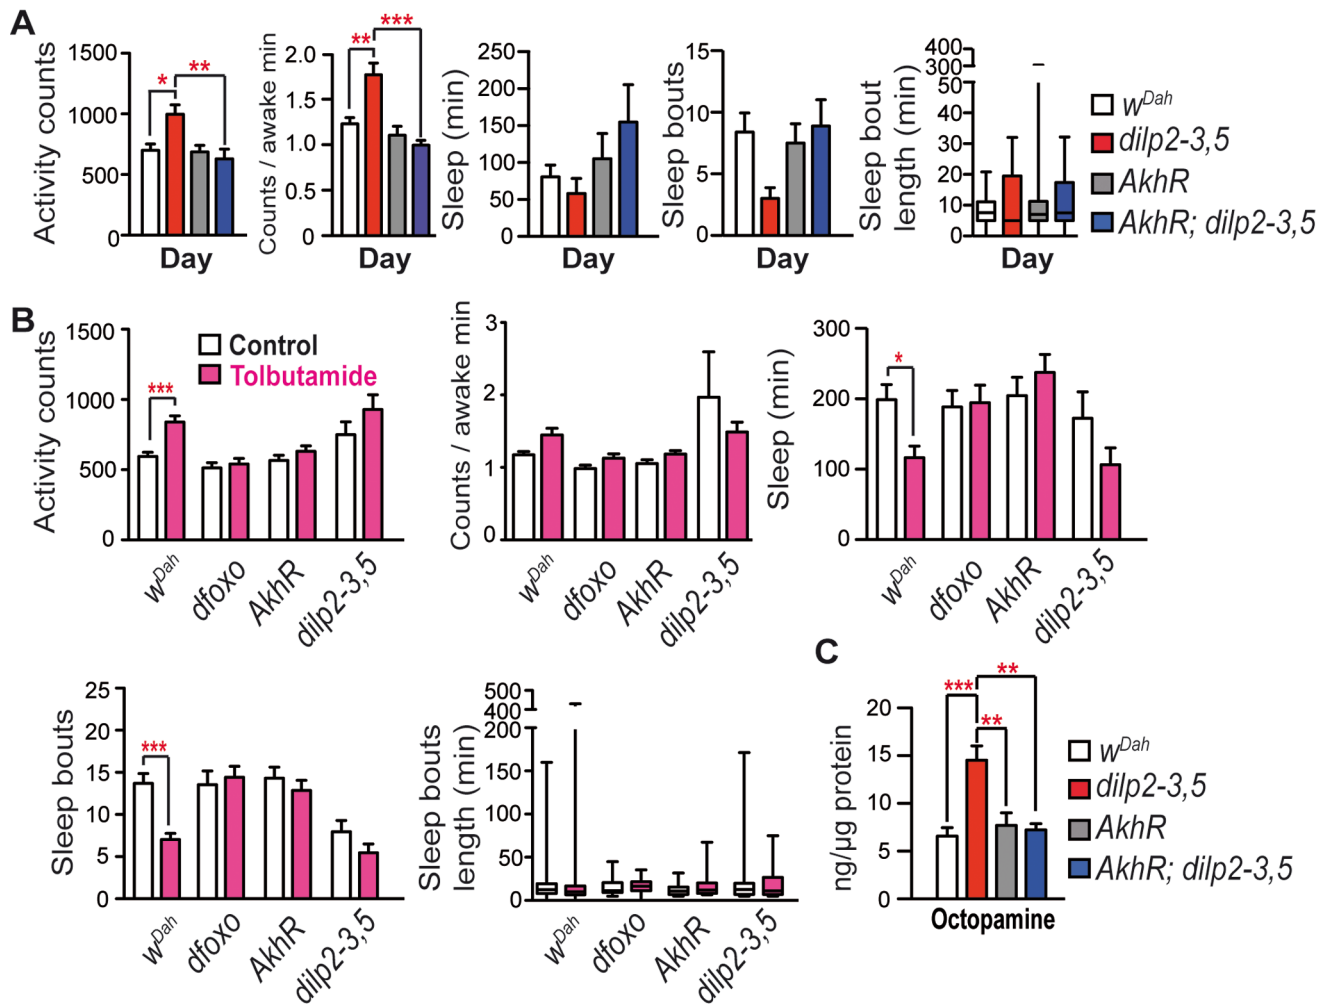 A
Activity counts
1500
1000
500
0
*
**
Day
Counts / awake min
2.0
1.5
1.0
0.5
0
**
***
Day
Sleep (min)
250
200
150
100
50
0
Day
Sleep bouts
15
10
5
0
Day
Sleep bout
length (min)
400
300
50
40
30
20
10
0
Day
w^Dah
dilp2-3,5
AkhR
AkhR; dilp2-3,5
B
Activity counts
1500
1000
500
0
***
Control
Tolbutamide
w^Dah
dfoxo
AkhR
dilp2-3,5
Counts / awake min
3
2
1
0
w^Dah
dfoxo
AkhR
dilp2-3,5
Sleep (min)
300
200
100
0
*
w^Dah
dfoxo
AkhR
dilp2-3,5
Sleep bouts
25
20
15
10
5
0
***
w^Dah
dfoxo
AkhR
dilp2-3,5
Sleep bouts
length (min)
500
400
200
150
100
50
0
w^Dah
dfoxo
AkhR
dilp2-3,5
C
ng/µg protein
20
15
10
5
0
***
**
**
Octopamine
w^Dah
dilp2-3,5
AkhR
AkhR; dilp2-3,5